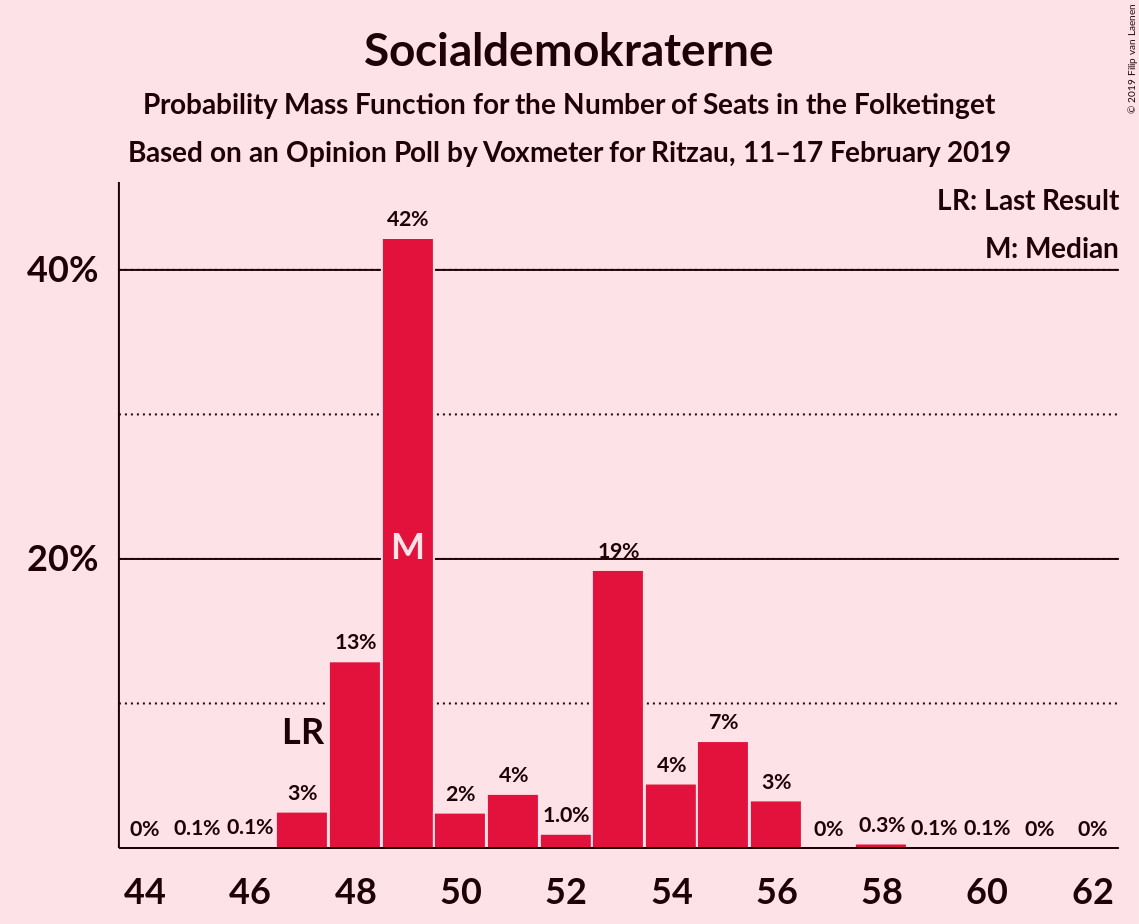 Socialdemokraterne
Probability Mass Function for the Number of Seats in the Folketinget
Based on an Opinion Poll by Voxmeter for Ritzau, 11–17 February 2019
© 2019 Filip van Laenen
LR: Last Result
M: Median
40%
20%
0%
0.1%
0.1%
3%
LR
13%
42%
M
2%
4%
1.0%
19%
4%
7%
3%
0%
0.3%
0.1%
0.1%
0%
0%
44 46 48 50 52 54 56 58 60 62